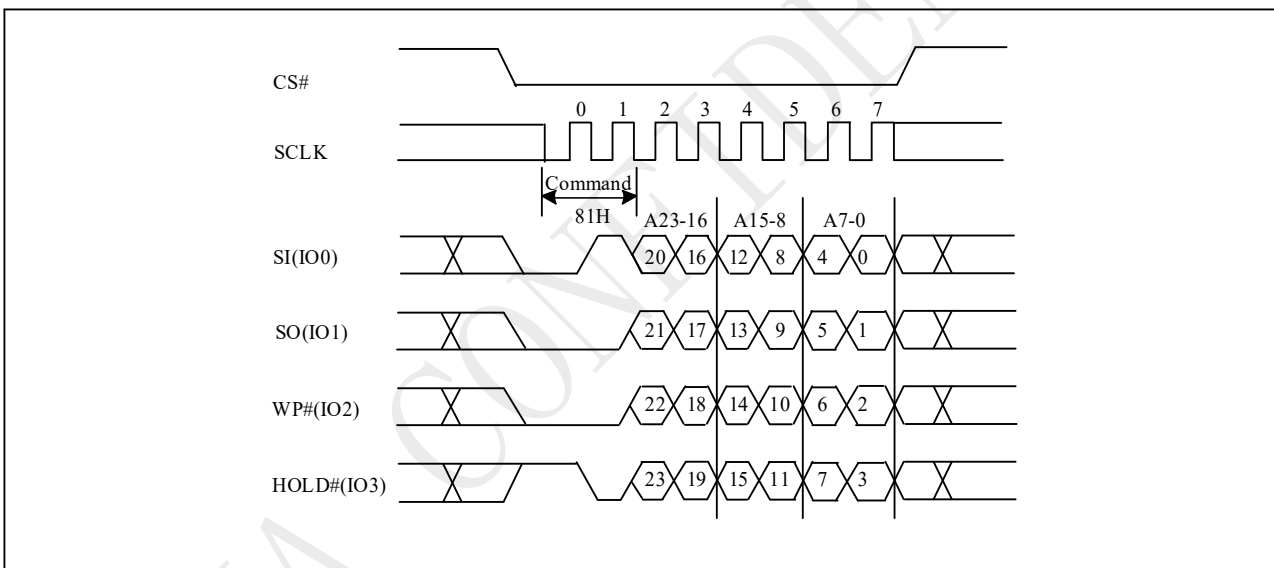 CS#
0 1 2 3 4 5 6 7
SCLK
Command
81H A23-16 A15-8 A7-0
SI(IO0) 20 16 12 8 4 0
SO(IO1) 21 17 13 9 5 1
WP#(IO2) 22 18 14 10 6 2
HOLD#(IO3) 23 19 15 11 7 3